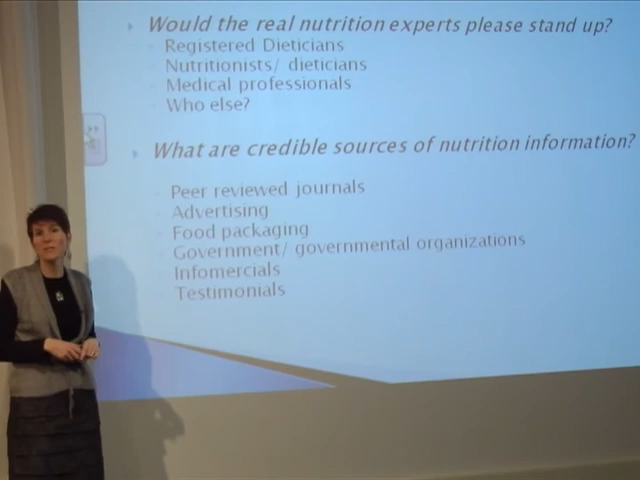 Would the real nutrition experts please stand up?
Registered Dieticians
Nutritionists/ dieticians
Medical professionals
Who else?
What are credible sources of nutrition information?
Peer reviewed journals
Advertising
Food packaging
Government/ governmental organizations
Infomercials
Testimonials